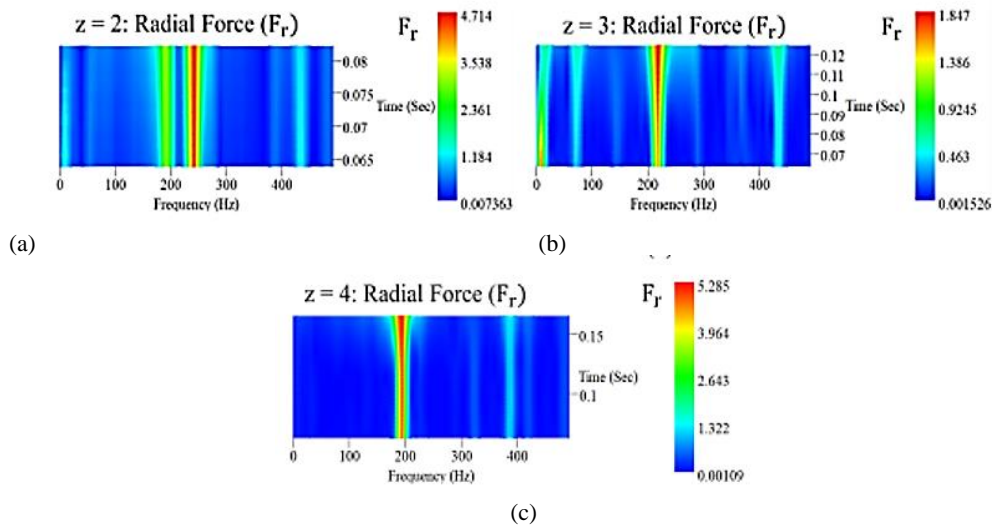 z = 2: Radial Force (Fr)
Fr
4.714
3.538
2.361
1.184
0.007363
0.08
0.075
Time (Sec)
0.07
0.065
0 100 200 300 400
Frequency (Hz)
(a)
z = 3: Radial Force (Fr)
Fr
1.847
1.386
0.9245
0.463
0.001526
0.12
0.11
0.1
Time (Sec)
0.09
0.08
0.07
0 100 200 300 400
Frequency (Hz)
(b)
z = 4: Radial Force (Fr)
Fr
5.285
3.964
2.643
1.322
0.00109
0.15
Time (Sec)
0.1
0 100 200 300 400
Frequency (Hz)
(c)